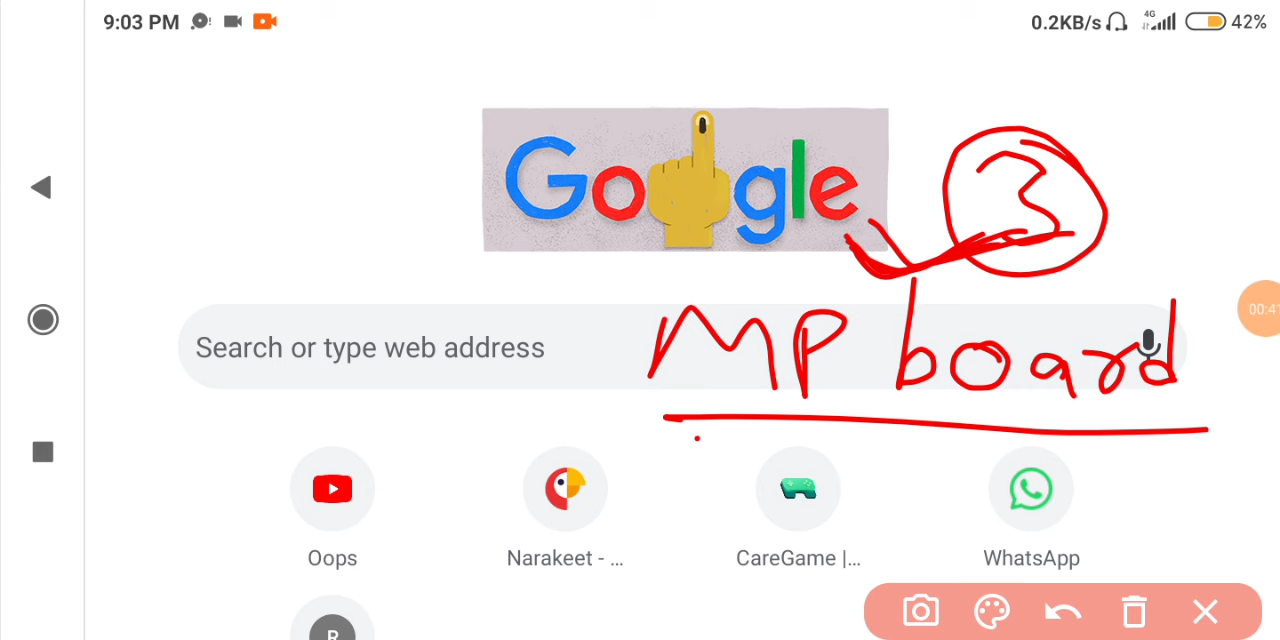 9:03 PM 0.2KB/s 4G 42%
Google
3
MP board
Search or type web address
00:41
Oops Narakeet - ... CareGame |... WhatsApp
R